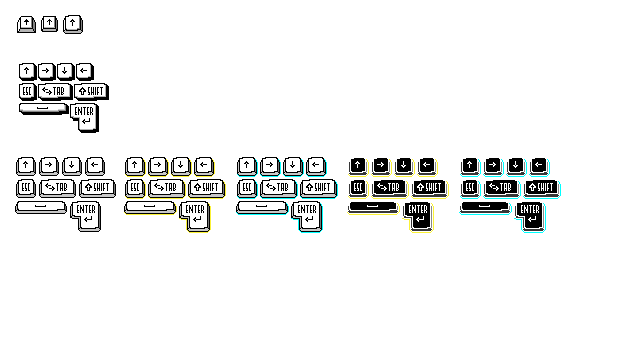 ↑ ↑ ↑
↑ → ↓ ←
ESC ↹ TAB ⇧ SHIFT
ENTER
↵
↑ → ↓ ← ↑ → ↓ ← ↑ → ↓ ← ↑ → ↓ ← ↑ → ↓ ←
ESC ↹ TAB ⇧ SHIFT ESC ↹ TAB ⇧ SHIFT ESC ↹ TAB ⇧ SHIFT ESC ↹ TAB ⇧ SHIFT ESC ↹ TAB ⇧ SHIFT
ENTER ENTER ENTER ENTER ENTER
↵ ↵ ↵ ↵ ↵